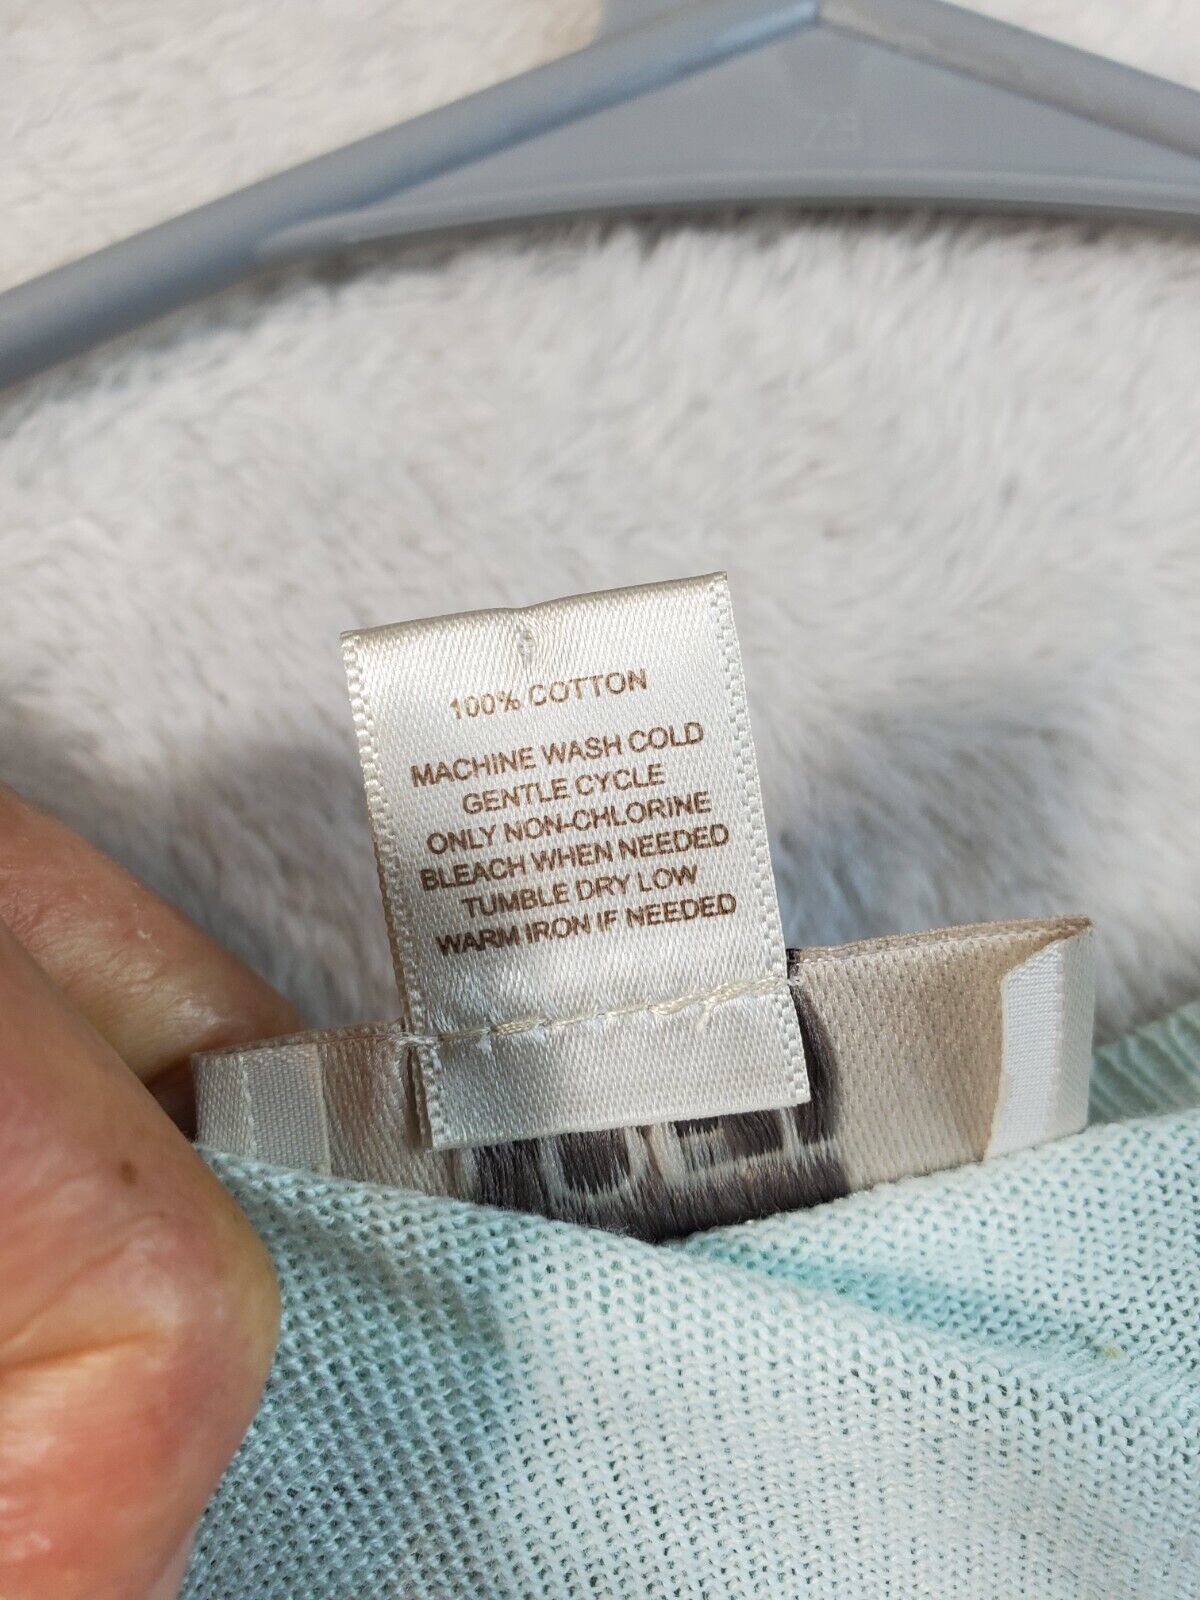 100% COTTON
MACHINE WASH COLD
GENTLE CYCLE
ONLY NON-CHLORINE
BLEACH WHEN NEEDED
TUMBLE DRY LOW
WARM IRON IF NEEDED